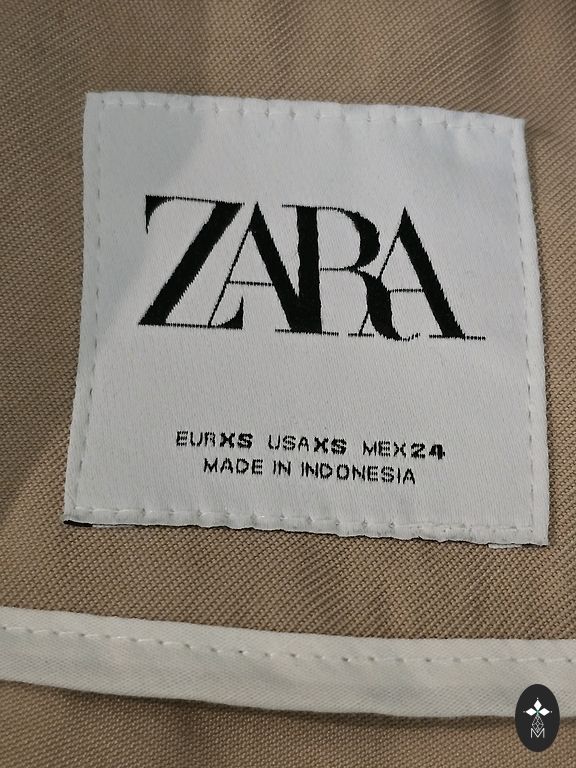 ZARA
EURXS USAXS MEX24
MADE IN INDONESIA
M